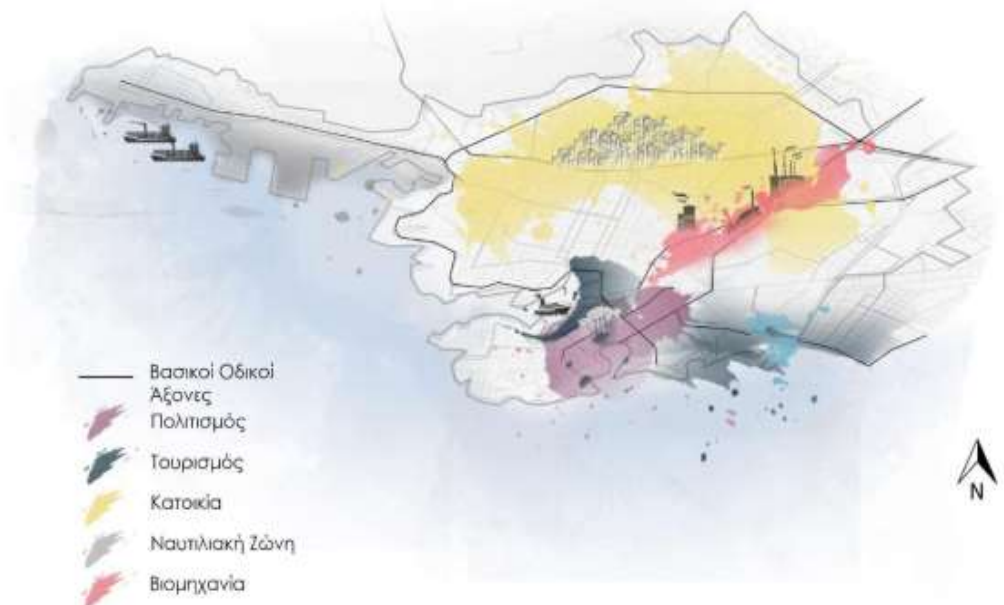 Βασικοί Οδικοί
Άξονες
Πολιτισμός
Τουρισμός
Κατοικία
Ναυτιλιακή Ζώνη
Βιομηχανία
N